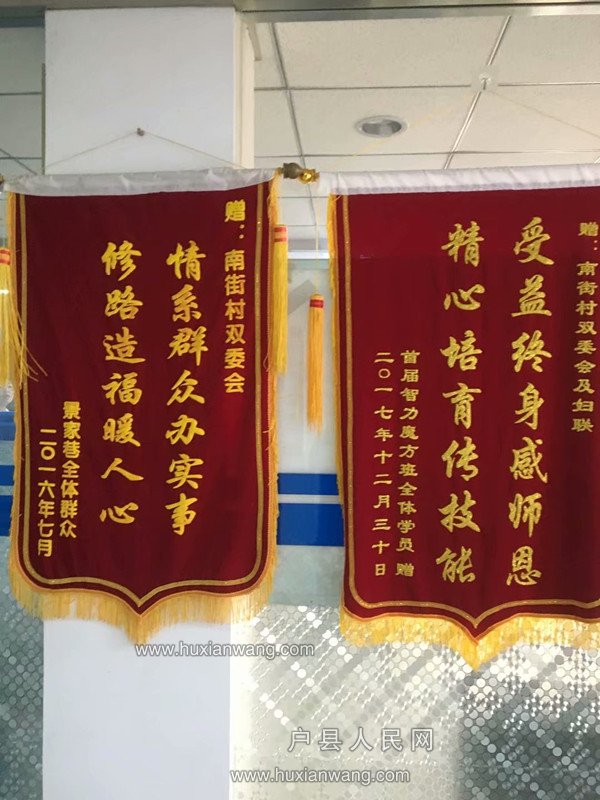 赠：南街村双委会
情系群众办实事
修路造福暖人心
景家巷全体群众
二〇一六年七月
赠：南街村双委会及妇联
受益终身感师恩
精心培育传技能
首届智力魔方班全体学员 赠
二〇一七年十二月三十日
www.huxianwang.com
户县人民网
www.huxianwang.com